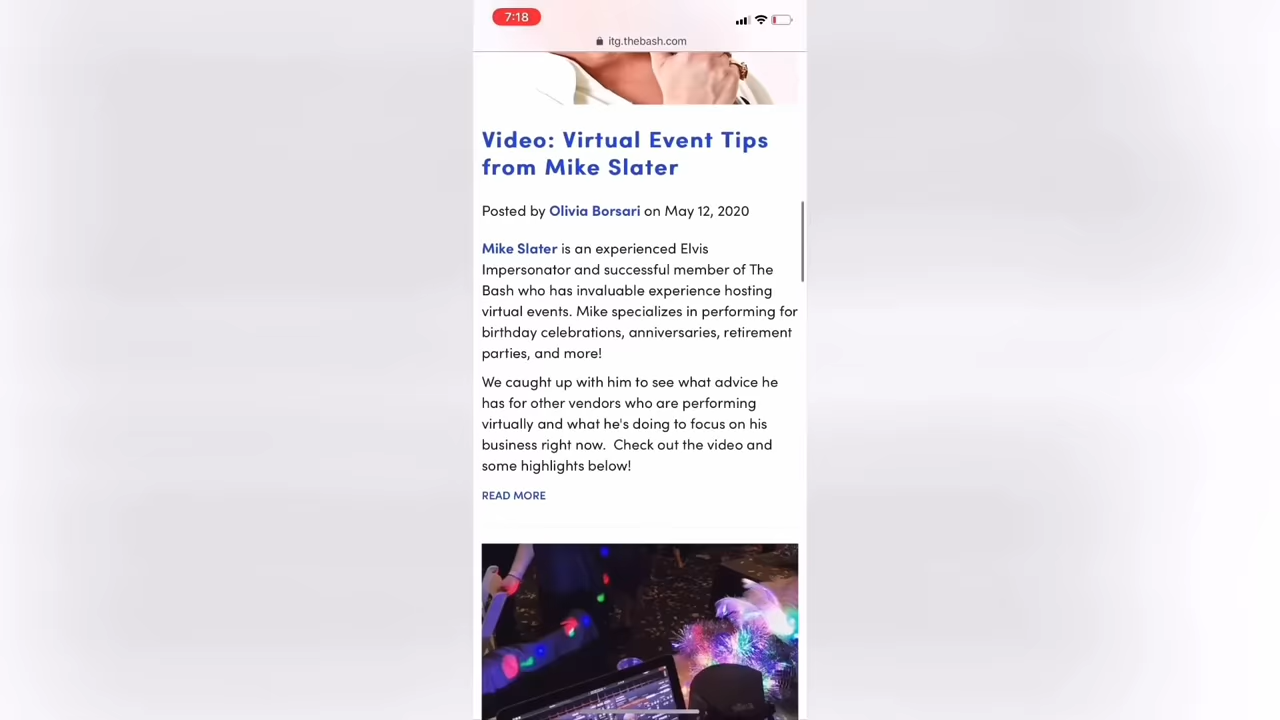 7:18
itg.thebash.com
Video: Virtual Event Tips
from Mike Slater
Posted by Olivia Borsari on May 12, 2020
Mike Slater is an experienced Elvis
Impersonator and successful member of The
Bash who has invaluable experience hosting
virtual events. Mike specializes in performing for
birthday celebrations, anniversaries, retirement
parties, and more!
We caught up with him to see what advice he
has for other vendors who are performing
virtually and what he's doing to focus on his
business right now.  Check out the video and
some highlights below!
READ MORE